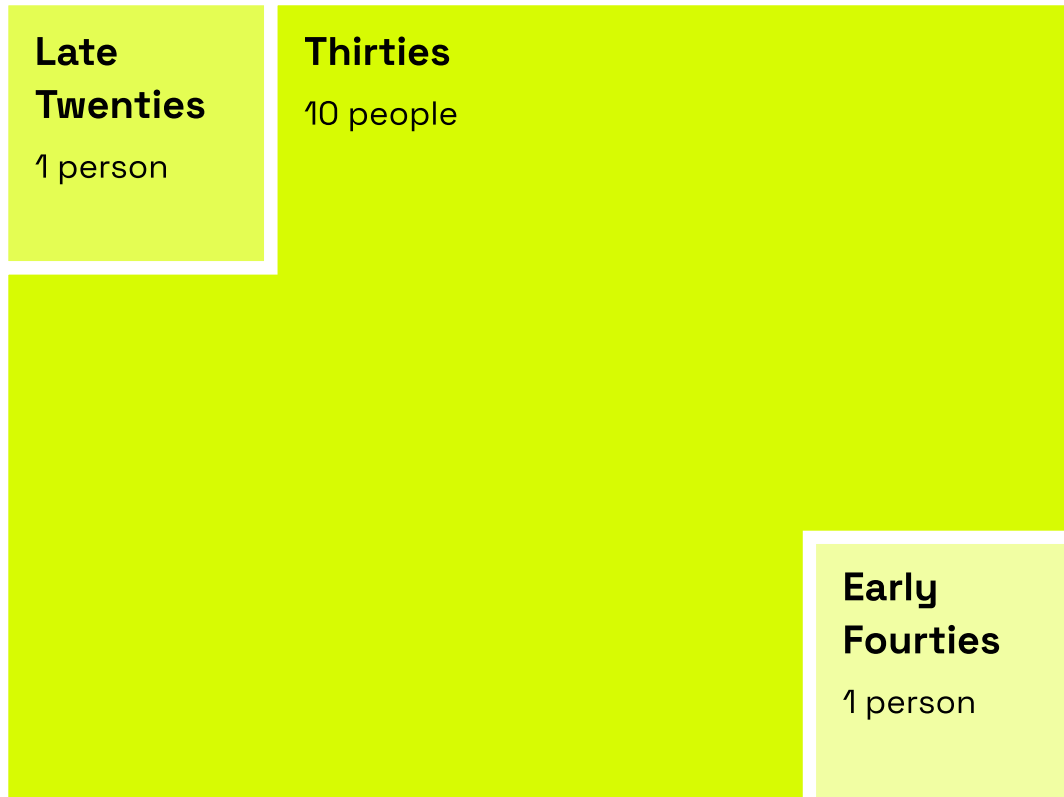 Late
Twenties
1 person
Thirties
10 people
Early
Fourties
1 person